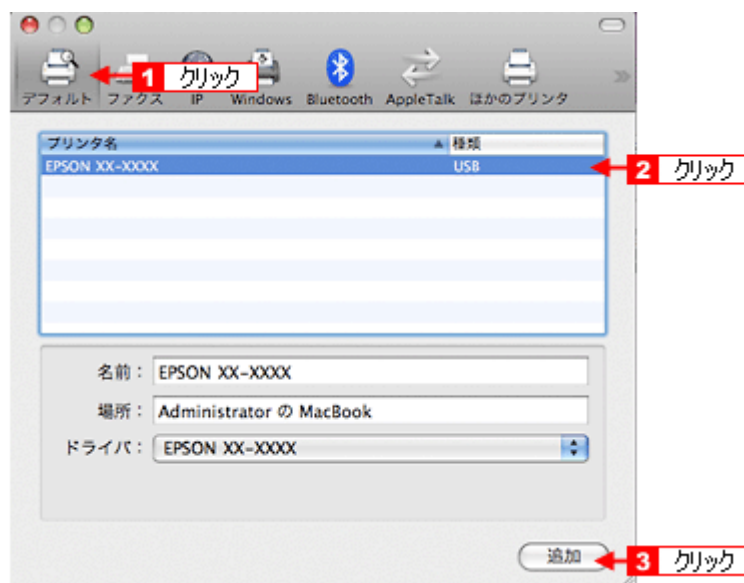 1 クリック
デフォルト ファクス IP Windows Bluetooth AppleTalk ほかのプリンタ
プリンタ名 種類
EPSON XX-XXXX USB
2 クリック
名前： EPSON XX-XXXX
場所： Administrator の MacBook
ドライバ： EPSON XX-XXXX
追加
3 クリック